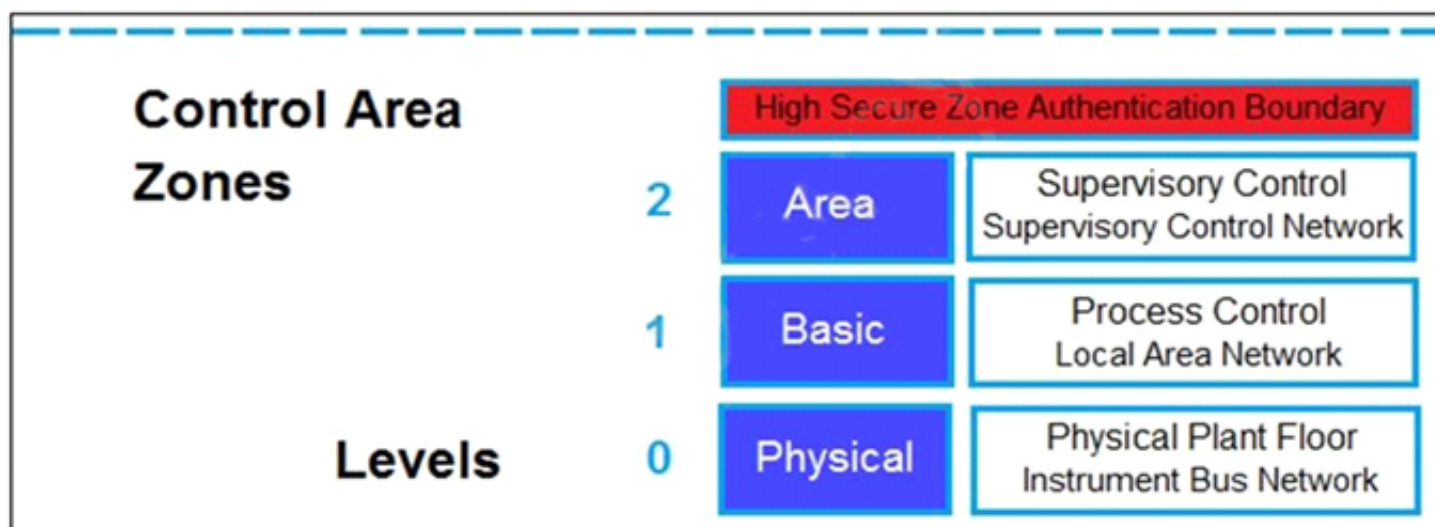 Control Area
Zones
High Secure Zone Authentication Boundary
2
Area
Supervisory Control
Supervisory Control Network
1
Basic
Process Control
Local Area Network
Levels
0
Physical
Physical Plant Floor
Instrument Bus Network